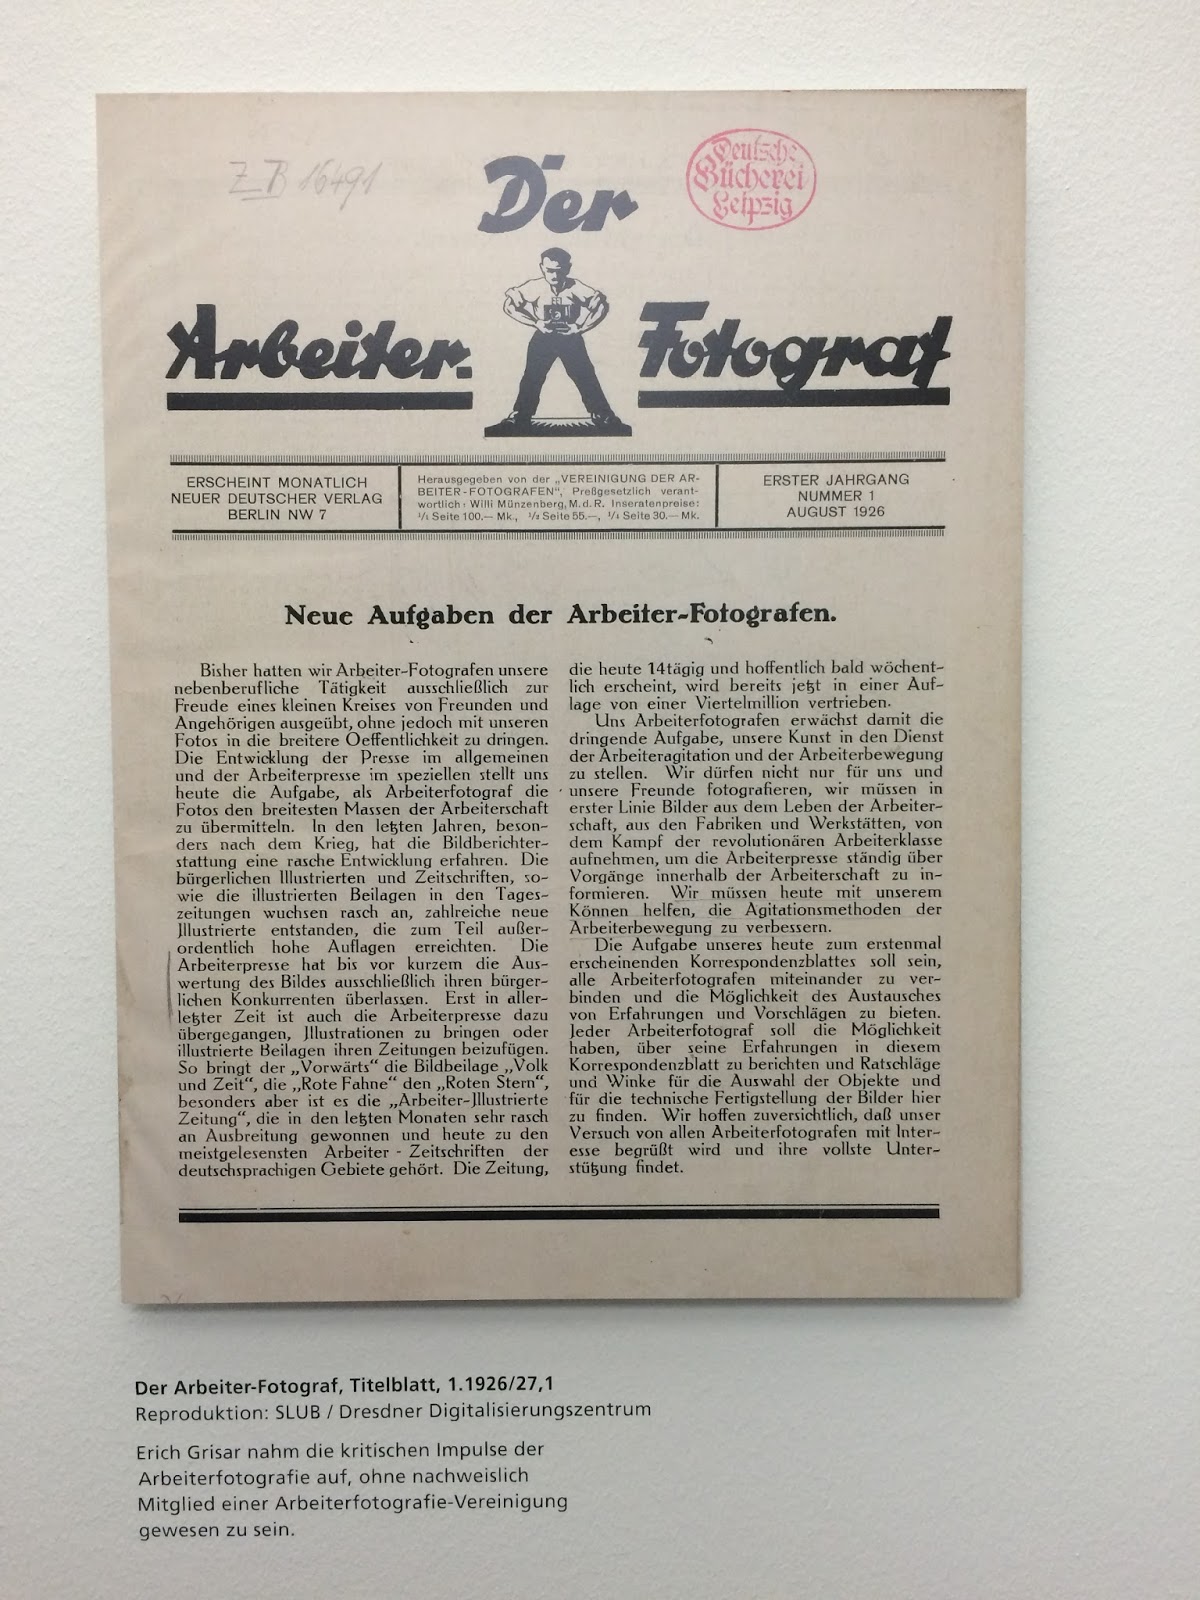 Z B 16491
Deutsche
Bücherei
Leipzig
Der
Arbeiter-
Fotograf
ERSCHEINT MONATLICH
NEUER DEUTSCHER VERLAG
BERLIN NW 7
Herausgegeben von der „VEREINIGUNG DER AR-
BEITER-FOTOGRAFEN“, Preßgesetzlich verant-
wortlich: Willi Münzenberg, M. d. R. Inseratenpreise:
¹/₁ Seite 100.— Mk., ¹/₂ Seite 55.—, ¹/₄ Seite 30.— Mk.
ERSTER JAHRGANG
NUMMER 1
AUGUST 1926
Neue Aufgaben der Arbeiter-Fotografen.
Bisher hatten wir Arbeiter-Fotografen unsere
nebenberufliche Tätigkeit ausschließlich zur
Freude eines kleinen Kreises von Freunden und
Angehörigen ausgeübt, ohne jedoch mit unseren
Fotos in die breitere Oeffentlichkeit zu dringen.
Die Entwicklung der Presse im allgemeinen
und der Arbeiterpresse im speziellen stellt uns
heute die Aufgabe, als Arbeiterfotograf die
Fotos den breitesten Massen der Arbeiterschaft
zu übermitteln. In den letzten Jahren, beson-
ders nach dem Krieg, hat die Bildberichter-
stattung eine rasche Entwicklung erfahren. Die
bürgerlichen Illustrierten und Zeitschriften, so-
wie die illustrierten Beilagen in den Tages-
zeitungen wuchsen rasch an, zahlreiche neue
Jllustrierte entstanden, die zum Teil außer-
ordentlich hohe Auflagen erreichten. Die
Arbeiterpresse hat bis vor kurzem die Aus-
wertung des Bildes ausschließlich ihren bürger-
lichen Konkurrenten überlassen. Erst in aller-
letzter Zeit ist auch die Arbeiterpresse dazu
übergegangen, Jllustrationen zu bringen oder
illustrierte Beilagen ihren Zeitungen beizufügen.
So bringt der „Vorwärts“ die Bildbeilage „Volk
und Zeit“, die „Rote Fahne“ den „Roten Stern“,
besonders aber ist es die „Arbeiter-Jllustrierte
Zeitung“, die in den letzten Monaten sehr rasch
an Ausbreitung gewonnen und heute zu den
meistgelesensten Arbeiter - Zeitschriften der
deutschsprachigen Gebiete gehört. Die Zeitung,
die heute 14tägig und hoffentlich bald wöchent-
lich erscheint, wird bereits jetzt in einer Auf-
lage von einer Viertelmillion vertrieben.
Uns Arbeiterfotografen erwächst damit die
dringende Aufgabe, unsere Kunst in den Dienst
der Arbeiteragitation und der Arbeiterbewegung
zu stellen. Wir dürfen nicht nur für uns und
unsere Freunde fotografieren, wir müssen in
erster Linie Bilder aus dem Leben der Arbeiter-
schaft, aus den Fabriken und Werkstätten, von
dem Kampf der revolutionären Arbeiterklasse
aufnehmen, um die Arbeiterpresse ständig über
Vorgänge innerhalb der Arbeiterschaft zu in-
formieren. Wir müssen heute mit unserem
Können helfen, die Agitationsmethoden der
Arbeiterbewegung zu verbessern.
Die Aufgabe unseres heute zum erstenmal
erscheinenden Korrespondenzblattes soll sein,
alle Arbeiterfotografen miteinander zu ver-
binden und die Möglichkeit des Austausches
von Erfahrungen und Vorschlägen zu bieten.
Jeder Arbeiterfotograf soll die Möglichkeit
haben, über seine Erfahrungen in diesem
Korrespondenzblatt zu berichten und Ratschläge
und Winke für die Auswahl der Objekte und
für die technische Fertigstellung der Bilder hier
zu finden. Wir hoffen zuversichtlich, daß unser
Versuch von allen Arbeiterfotografen mit Inter-
esse begrüßt wird und ihre vollste Unter-
stützung findet.
Der Arbeiter-Fotograf, Titelblatt, 1.1926/27,1
Reproduktion: SLUB / Dresdner Digitalisierungszentrum
Erich Grisar nahm die kritischen Impulse der
Arbeiterfotografie auf, ohne nachweislich
Mitglied einer Arbeiterfotografie-Vereinigung
gewesen zu sein.